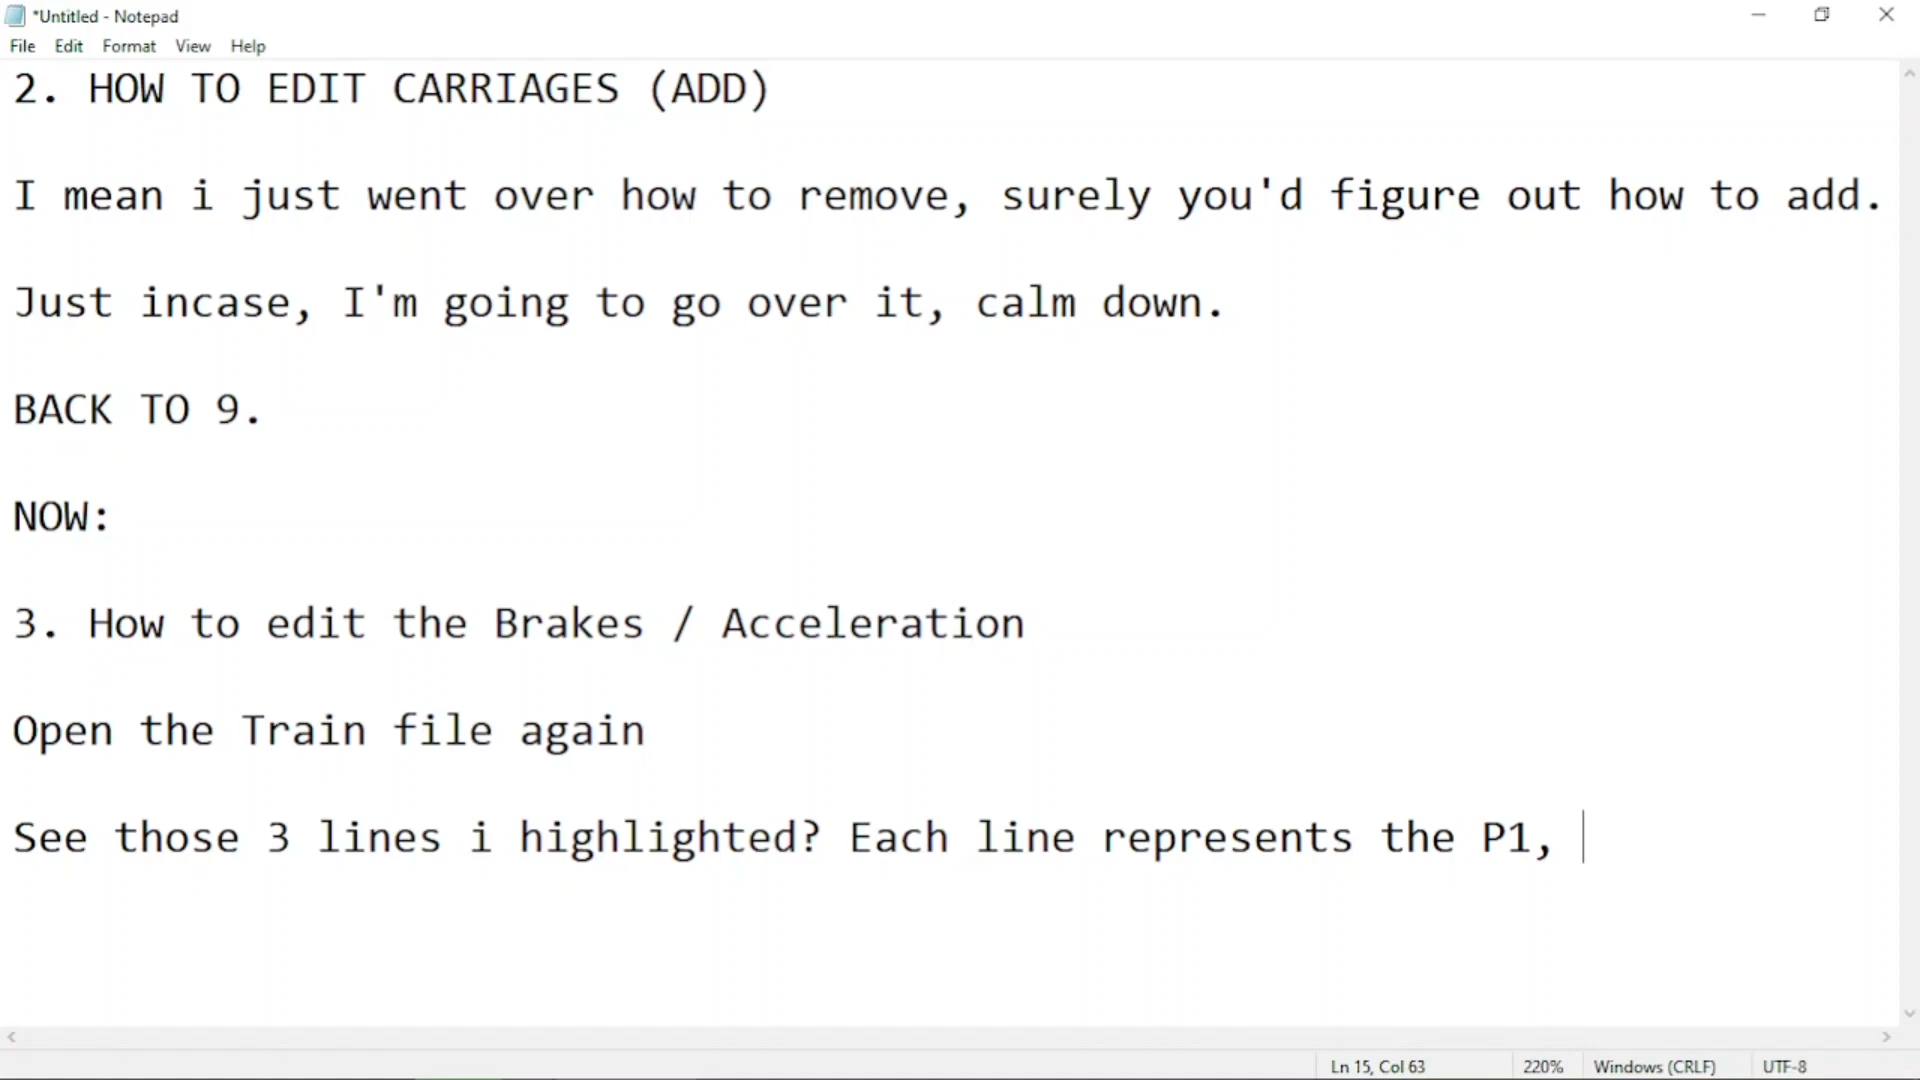 *Untitled - Notepad
File Edit Format View Help
2. HOW TO EDIT CARRIAGES (ADD)
I mean i just went over how to remove, surely you'd figure out how to add.
Just incase, I'm going to go over it, calm down.
BACK TO 9.
NOW:
3. How to edit the Brakes / Acceleration
Open the Train file again
See those 3 lines i highlighted? Each line represents the P1,
Ln 15, Col 63 220% Windows (CRLF) UTF-8